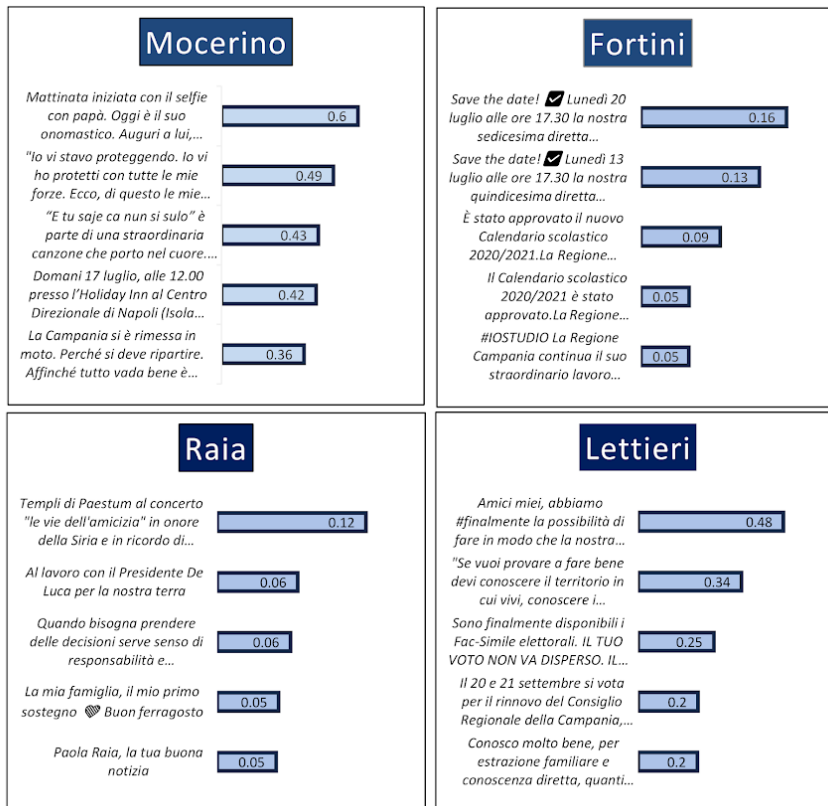 Mocerino
Mattinata iniziata con il selfie
con papà. Oggi è il suo
onomastico. Auguri a lui,...
0.6
"Io vi stavo proteggendo. Io vi
ho protetti con tutte le mie
forze. Ecco, di questo le mie...
0.49
“E tu saje ca nun si sulo” è
parte di una straordinaria
canzone che porto nel cuore....
0.43
Domani 17 luglio, alle 12.00
presso l’Holiday Inn al Centro
Direzionale di Napoli (Isola...
0.42
La Campania si è rimessa in
moto. Perché si deve ripartire.
Affinché tutto vada bene è...
0.36
Fortini
Save the date! ✅ Lunedì 20
luglio alle ore 17.30 la nostra
sedicesima diretta...
0.16
Save the date! ✅ Lunedì 13
luglio alle ore 17.30 la nostra
quindicesima diretta...
0.13
È stato approvato il nuovo
Calendario scolastico
2020/2021.La Regione...
0.09
Il Calendario scolastico
2020/2021 è stato
approvato.La Regione...
0.05
#IOSTUDIO La Regione
Campania continua il suo
straordinario lavoro...
0.05
Raia
Templi di Paestum al concerto
"le vie dell'amicizia" in onore
della Siria e in ricordo di...
0.12
Al lavoro con il Presidente De
Luca per la nostra terra
0.06
Quando bisogna prendere
delle decisioni serve senso di
responsabilità e...
0.06
La mia famiglia, il mio primo
sostegno 💚 Buon ferragosto
0.05
Paola Raia, la tua buona
notizia
0.05
Lettieri
Amici miei, abbiamo
#finalmente la possibilità di
fare in modo che la nostra...
0.48
"Se vuoi provare a fare bene
devi conoscere il territorio in
cui vivi, conoscere i...
0.34
Sono finalmente disponibili i
Fac-Simile elettorali. IL TUO
VOTO NON VA DISPERSO. IL...
0.25
Il 20 e 21 settembre si vota
per il rinnovo del Consiglio
Regionale della Campania,...
0.2
Conosco molto bene, per
estrazione familiare e
conoscenza diretta, quanti...
0.2